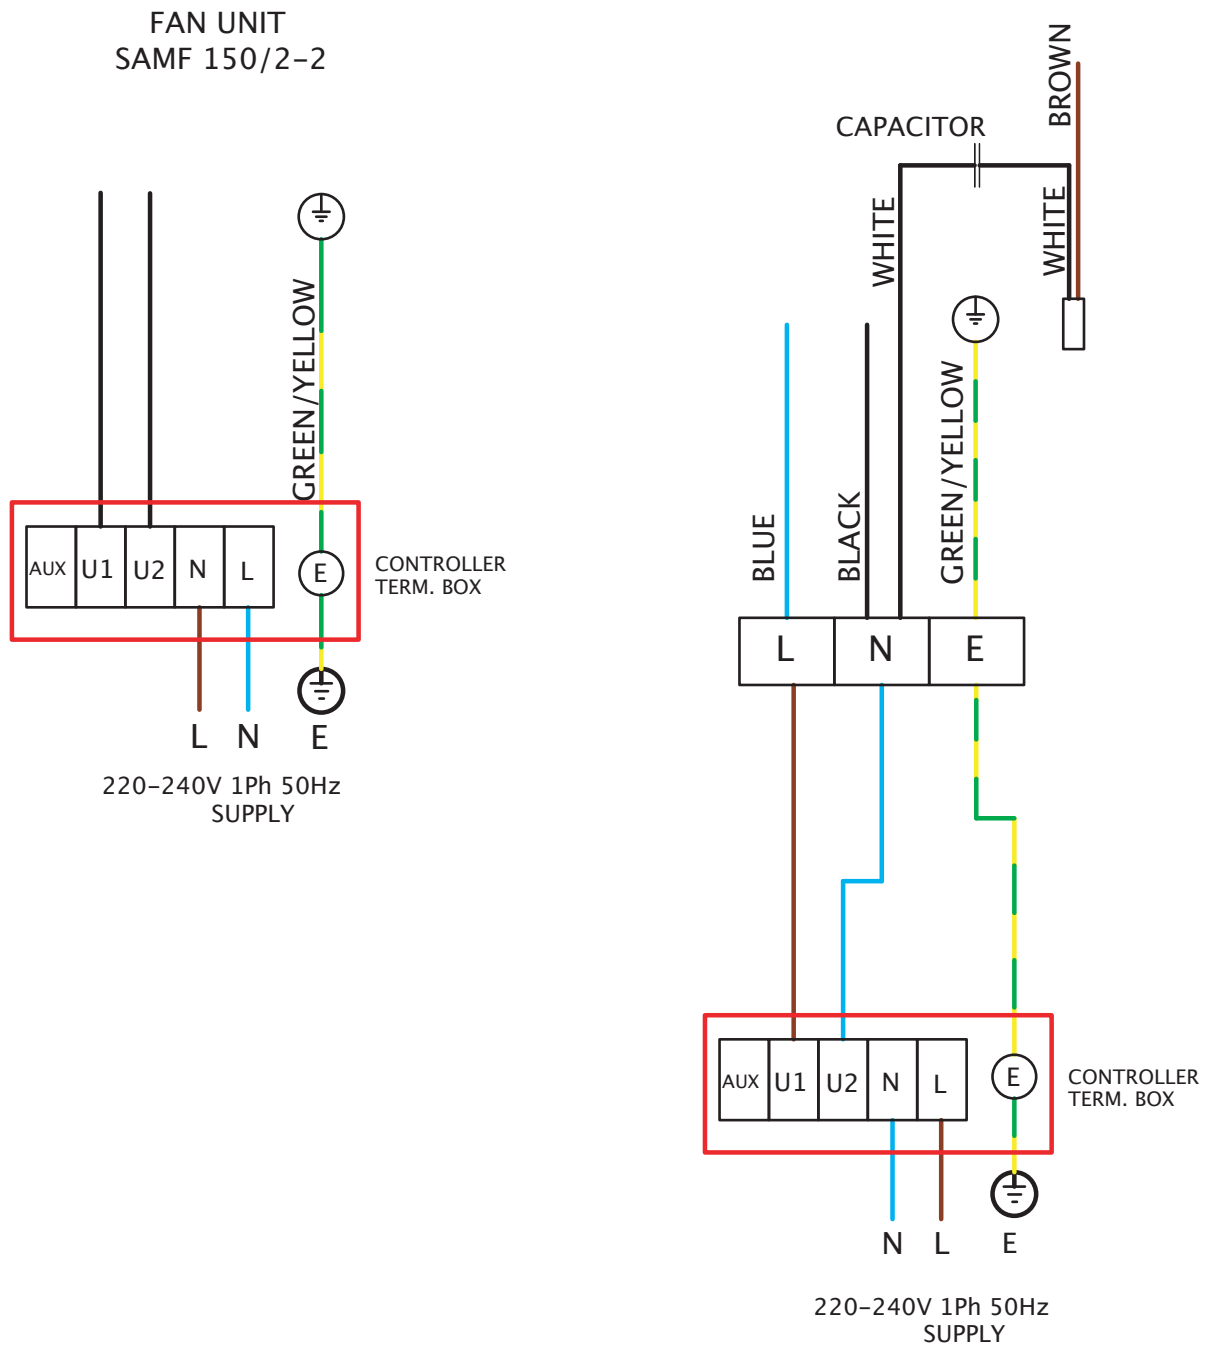 FAN UNIT
SAMF 150/2-2
GREEN/YELLOW
AUX U1 U2 N L E
CONTROLLER
TERM. BOX
L N E
220-240V 1Ph 50Hz
SUPPLY
BROWN
CAPACITOR
WHITE
WHITE
GREEN/YELLOW
BLUE
BLACK
L N E
AUX U1 U2 N L E
CONTROLLER
TERM. BOX
N L E
220-240V 1Ph 50Hz
SUPPLY